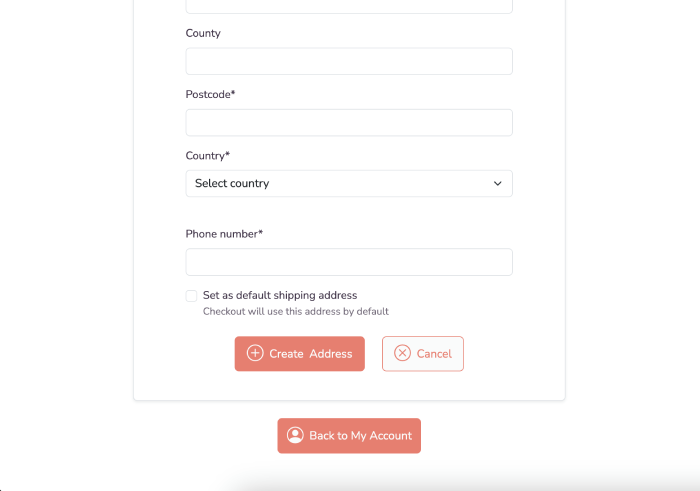 County
Postcode*
Country*
Select country
Phone number*
Set as default shipping address
Checkout will use this address by default
Create Address
Cancel
Back to My Account